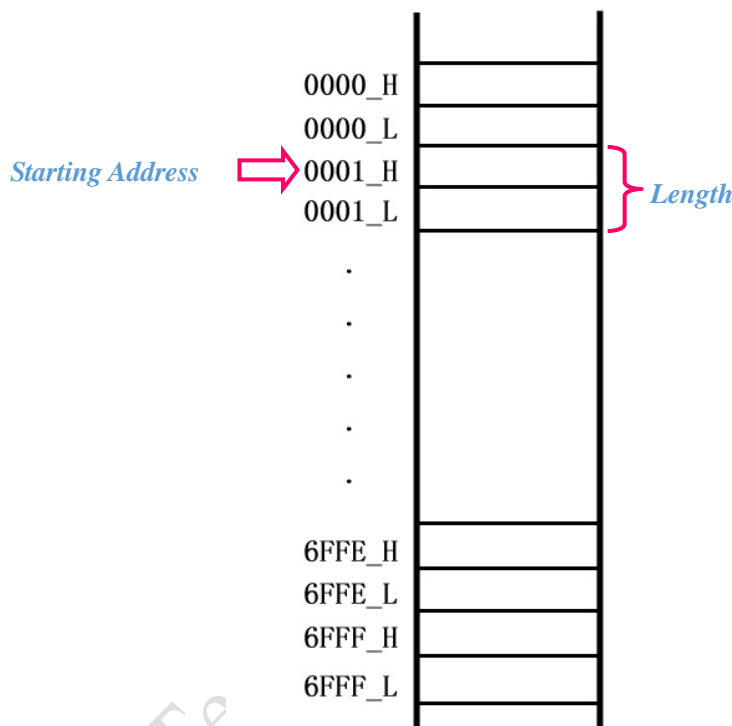 0000_H
0000_L
Starting Address
0001_H
Length
0001_L
.
.
.
.
.
6FFE_H
6FFE_L
6FFF_H
6FFF_L